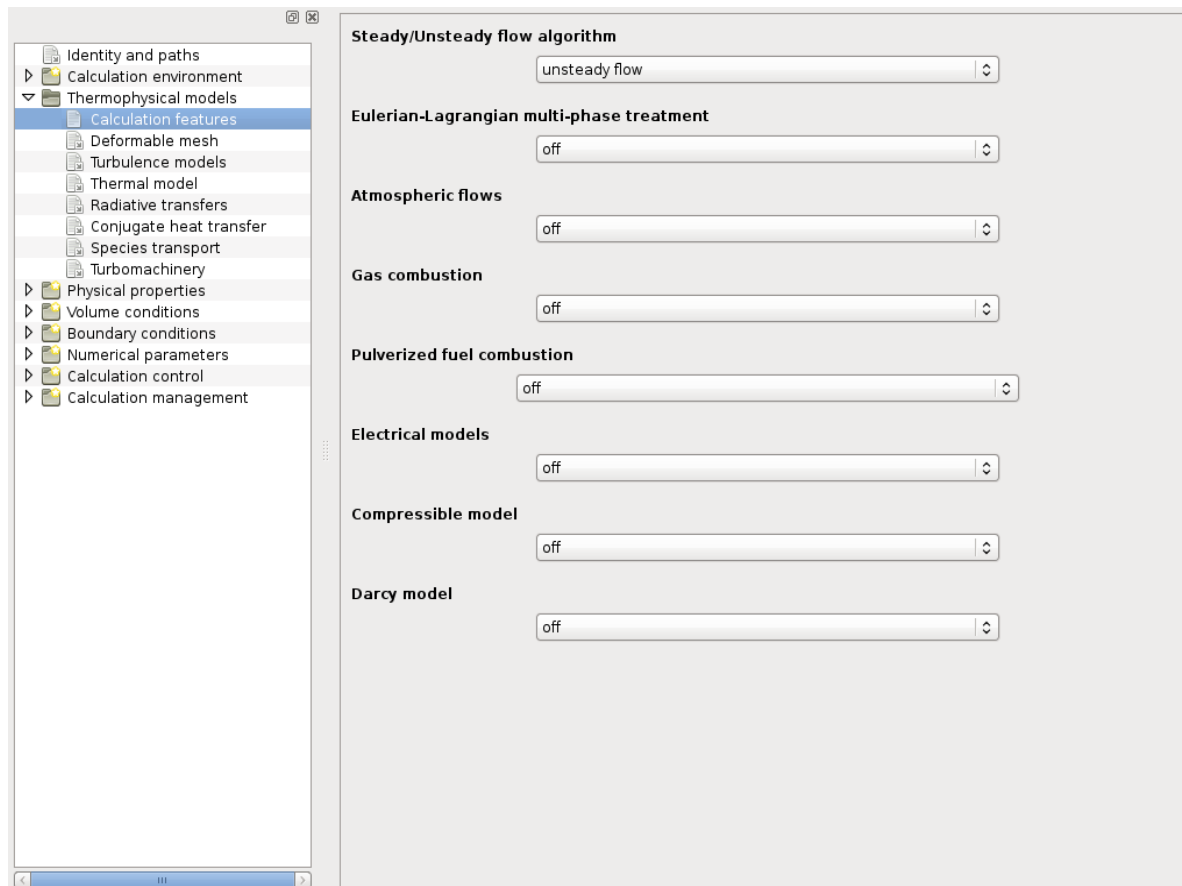 Identity and paths
Calculation environment
Thermophysical models
Calculation features
Deformable mesh
Turbulence models
Thermal model
Radiative transfers
Conjugate heat transfer
Species transport
Turbomachinery
Physical properties
Volume conditions
Boundary conditions
Numerical parameters
Calculation control
Calculation management
Steady/Unsteady flow algorithm
unsteady flow
Eulerian-Lagrangian multi-phase treatment
off
Atmospheric flows
off
Gas combustion
off
Pulverized fuel combustion
off
Electrical models
off
Compressible model
off
Darcy model
off